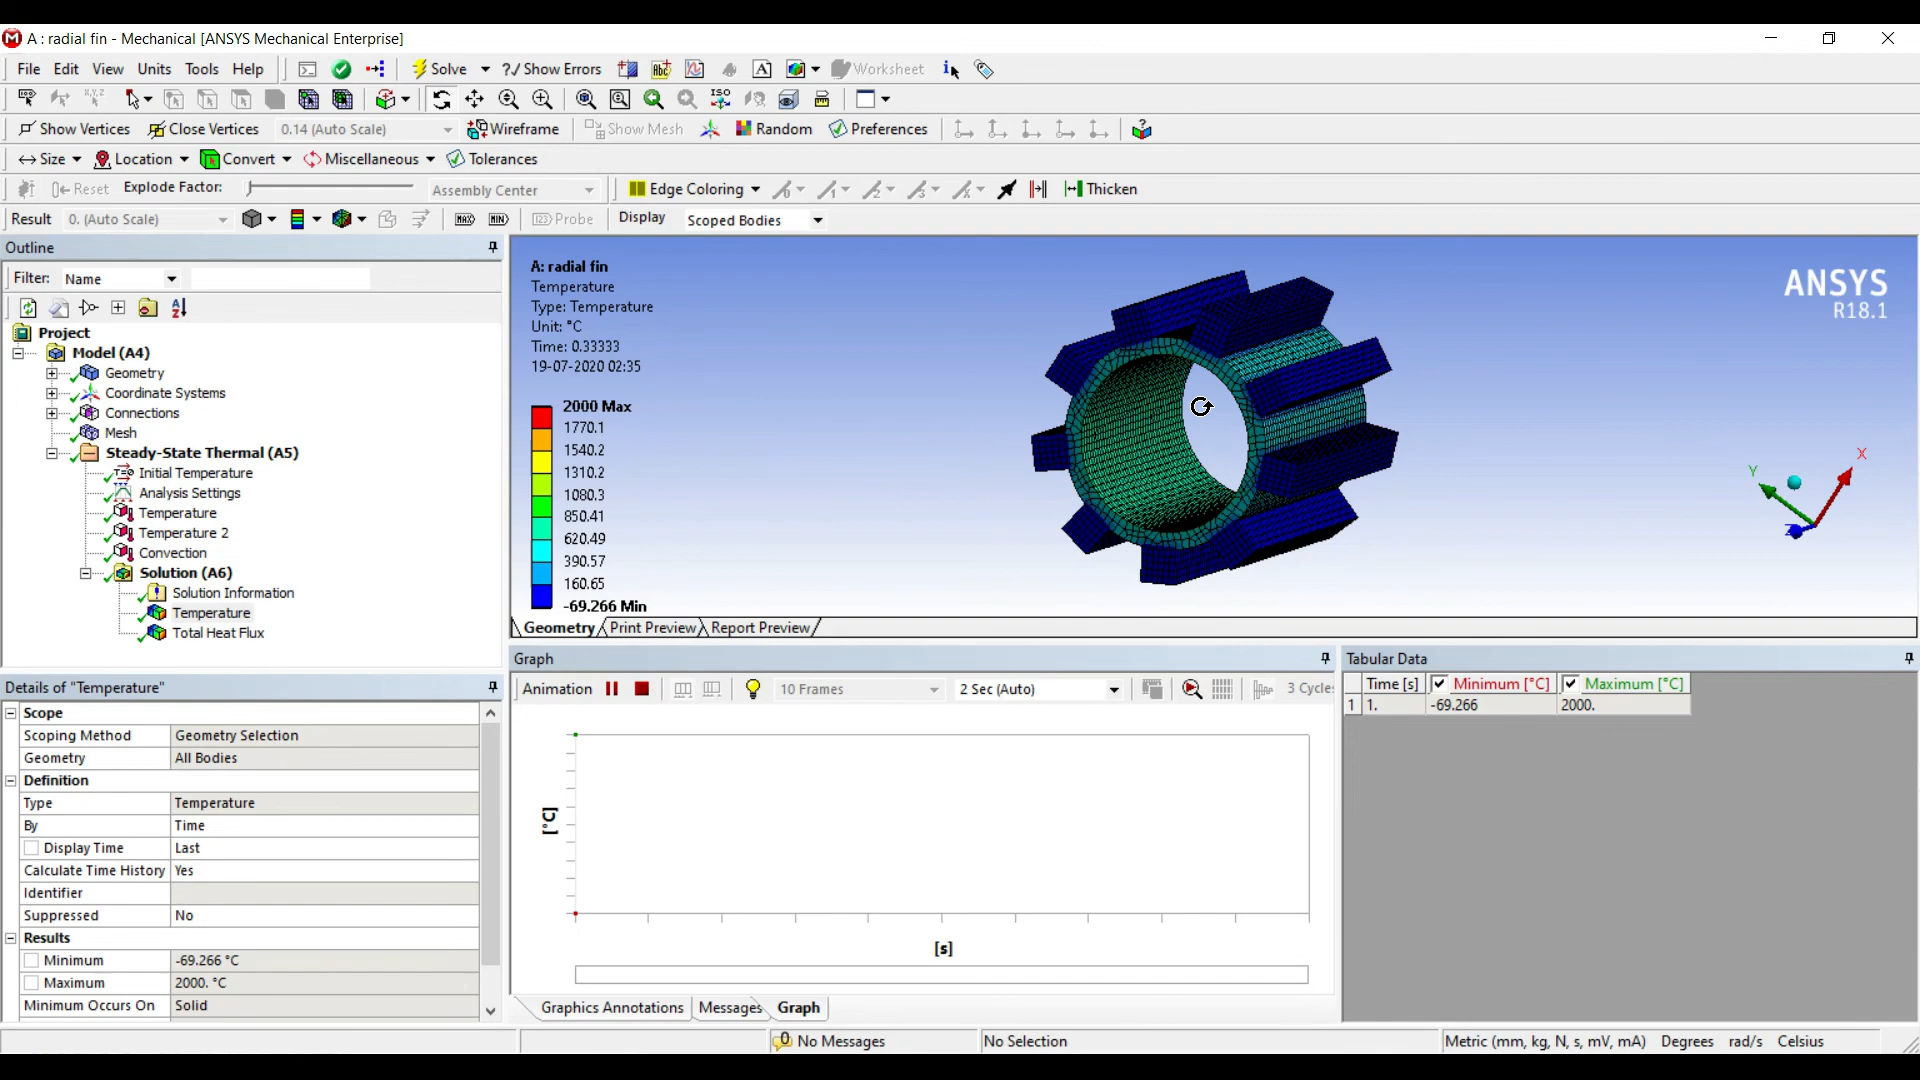 A : radial fin - Mechanical [ANSYS Mechanical Enterprise]
File Edit View Units Tools Help Solve ?/ Show Errors Worksheet
Show Vertices Close Vertices 0.14 (Auto Scale) Wireframe Show Mesh Random Preferences
Size Location Convert Miscellaneous Tolerances
Reset Explode Factor: Assembly Center Edge Coloring Thicken
Result 0. (Auto Scale) MAX MIN Probe Display Scoped Bodies
Outline
Filter: Name
Project
Model (A4)
Geometry
Coordinate Systems
Connections
Mesh
Steady-State Thermal (A5)
Initial Temperature
Analysis Settings
Temperature
Temperature 2
Convection
Solution (A6)
Solution Information
Temperature
Total Heat Flux
A: radial fin
Temperature
Type: Temperature
Unit: °C
Time: 0.33333
19-07-2020 02:35
2000 Max
1770.1
1540.2
1310.2
1080.3
850.41
620.49
390.57
160.65
-69.266 Min
ANSYS
R18.1
X
Y
Z
Geometry Print Preview Report Preview
Details of "Temperature"
Scope
Scoping Method Geometry Selection
Geometry All Bodies
Definition
Type Temperature
By Time
Display Time Last
Calculate Time History Yes
Identifier
Suppressed No
Results
Minimum -69.266 °C
Maximum 2000. °C
Minimum Occurs On Solid
Graph
Animation 10 Frames 2 Sec (Auto) 3 Cycles
[°C]
[s]
Graphics Annotations Messages Graph
Tabular Data
Time [s] Minimum [°C] Maximum [°C]
1 1. -69.266 2000.
No Messages No Selection Metric (mm, kg, N, s, mV, mA) Degrees rad/s Celsius